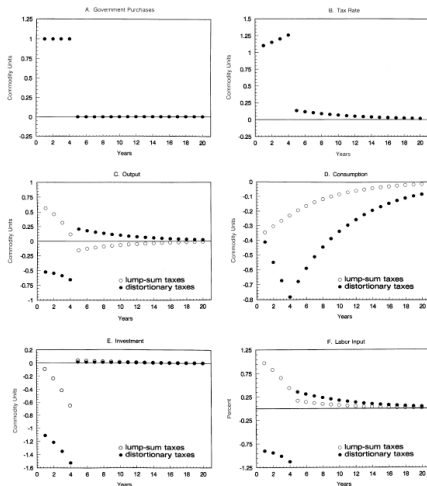 A. Government Purchases
1.25
1
0.75
0.5
0.25
0
-0.25
Commodity Units
0 2 4 6 8 10 12 14 16 18 20
Years
B. Tax Rate
1.5
1.25
1
0.75
0.5
0.25
0
-0.25
Commodity Units
0 2 4 6 8 10 12 14 16 18 20
Years
C. Output
1
0.75
0.5
0.25
0
-0.25
-0.5
-0.75
-1
Commodity Units
lump-sum taxes
distortionary taxes
0 2 4 6 8 10 12 14 16 18 20
Years
D. Consumption
0
-0.1
-0.2
-0.3
-0.4
-0.5
-0.6
-0.7
-0.8
Commodity Units
lump-sum taxes
distortionary taxes
0 2 4 6 8 10 12 14 16 18 20
Years
E. Investment
0.2
0
-0.2
-0.4
-0.6
-0.8
-1
-1.2
-1.4
-1.6
Commodity Units
lump-sum taxes
distortionary taxes
0 2 4 6 8 10 12 14 16 18 20
Years
F. Labor Input
1.25
0.75
0.25
-0.25
-0.75
-1.25
Percent
lump-sum taxes
distortionary taxes
0 2 4 6 8 10 12 14 16 18 20
Years